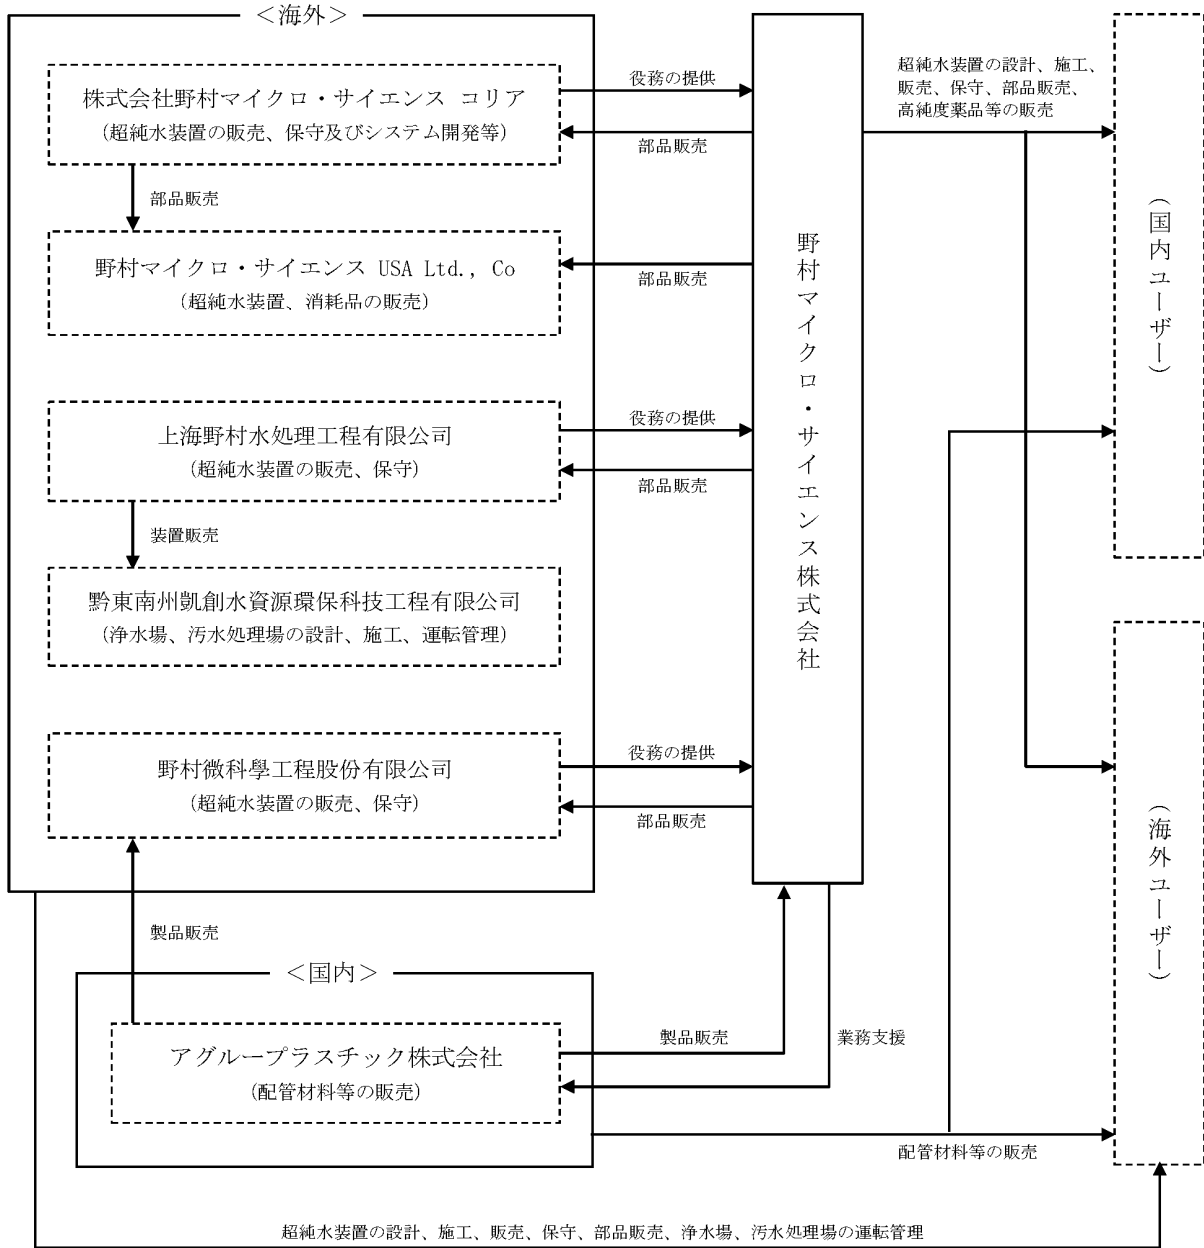 ＜海外＞
株式会社野村マイクロ・サイエンス コリア
(超純水装置の販売、保守及びシステム開発等)
役務の提供
部品販売
部品販売
野村マイクロ・サイエンス USA Ltd., Co
(超純水装置、消耗品の販売)
部品販売
上海野村水処理工程有限公司
(超純水装置の販売、保守)
役務の提供
部品販売
装置販売
黔東南州凱創水資源環保科技工程有限公司
(浄水場、汚水処理場の設計、施工、運転管理)
野村微科學工程股份有限公司
(超純水装置の販売、保守)
役務の提供
部品販売
野村マイクロ・サイエンス株式会社
超純水装置の設計、施工、
販売、保守、部品販売、
高純度薬品等の販売
(国内ユーザー)
(海外ユーザー)
製品販売
＜国内＞
アグループラスチック株式会社
(配管材料等の販売)
製品販売
業務支援
配管材料等の販売
超純水装置の設計、施工、販売、保守、部品販売、浄水場、汚水処理場の運転管理